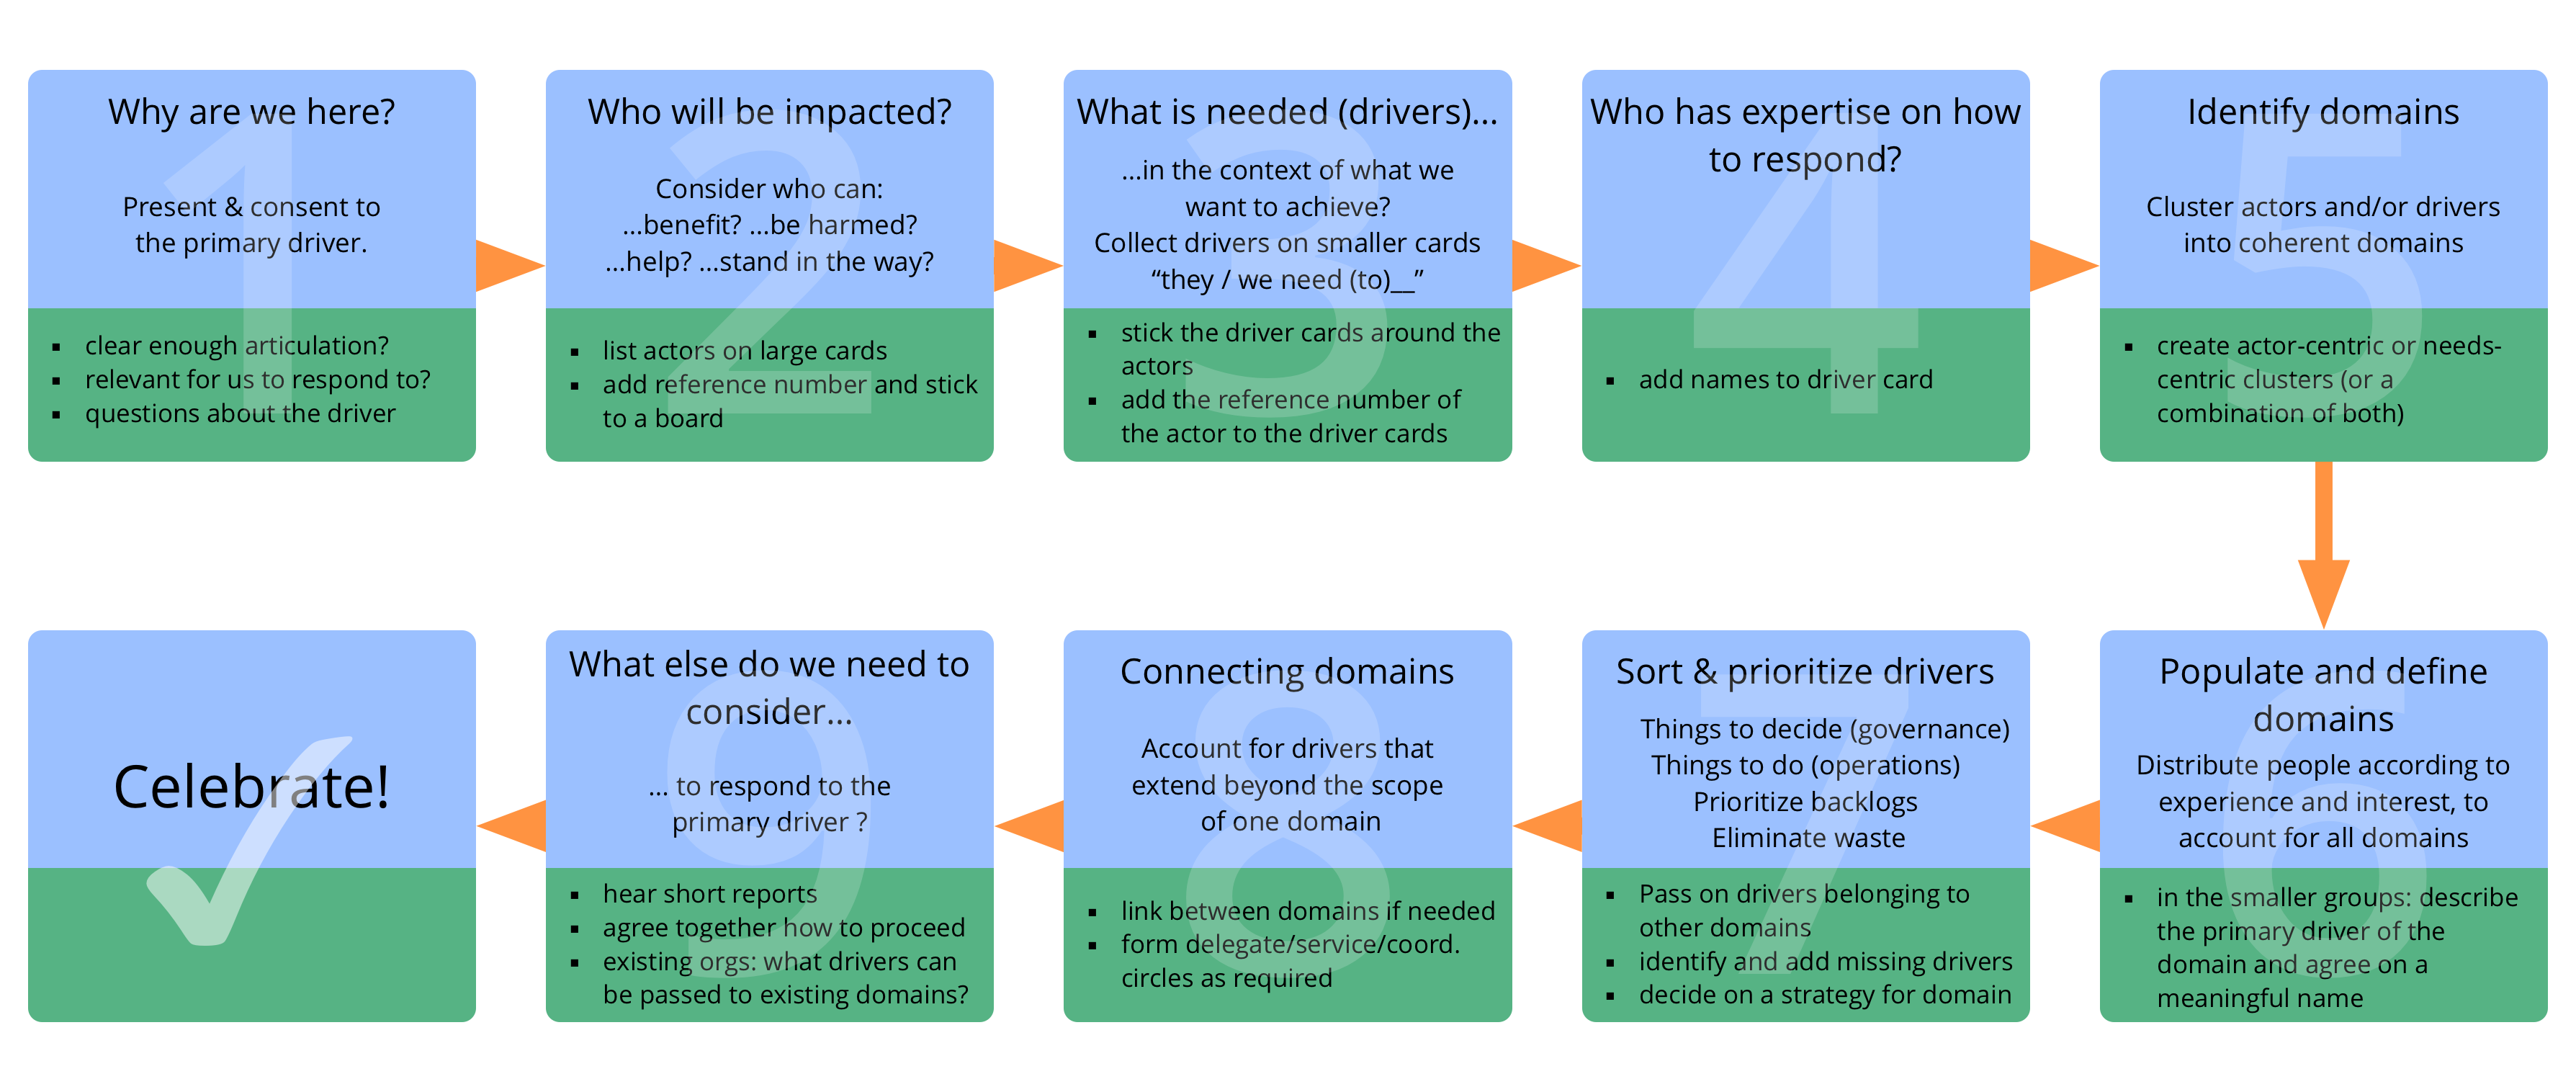 1
Why are we here?
Present & consent to
the primary driver.
▪ clear enough articulation?
▪ relevant for us to respond to?
▪ questions about the driver
2
Who will be impacted?
Consider who can:
...benefit? ...be harmed?
...help? ...stand in the way?
▪ list actors on large cards
▪ add reference number and stick
to a board
3
What is needed (drivers)...
...in the context of what we
want to achieve?
Collect drivers on smaller cards
“they / we need (to)__”
▪ stick the driver cards around the
actors
▪ add the reference number of
the actor to the driver cards
4
Who has expertise on how
to respond?
▪ add names to driver card
5
Identify domains
Cluster actors and/or drivers
into coherent domains
▪ create actor-centric or needs-
centric clusters (or a
combination of both)
6
Populate and define
domains
Distribute people according to
experience and interest, to
account for all domains
▪ in the smaller groups: describe
the primary driver of the
domain and agree on a
meaningful name
7
Sort & prioritize drivers
Things to decide (governance)
Things to do (operations)
Prioritize backlogs
Eliminate waste
▪ Pass on drivers belonging to
other domains
▪ identify and add missing drivers
▪ decide on a strategy for domain
8
Connecting domains
Account for drivers that
extend beyond the scope
of one domain
▪ link between domains if needed
▪ form delegate/service/coord.
circles as required
9
What else do we need to
consider...
... to respond to the
primary driver ?
▪ hear short reports
▪ agree together how to proceed
▪ existing orgs: what drivers can
be passed to existing domains?
Celebrate!
✓